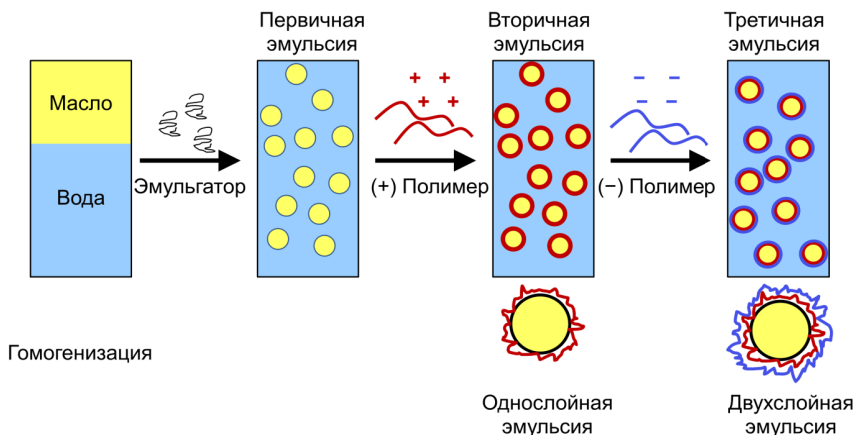 Первичная
эмульсия
Вторичная
эмульсия
Третичная
эмульсия
Масло
Вода
Эмульгатор
+ +
+ +
(+) Полимер
− −
− −
(−) Полимер
Гомогенизация
Однослойная
эмульсия
Двухслойная
эмульсия